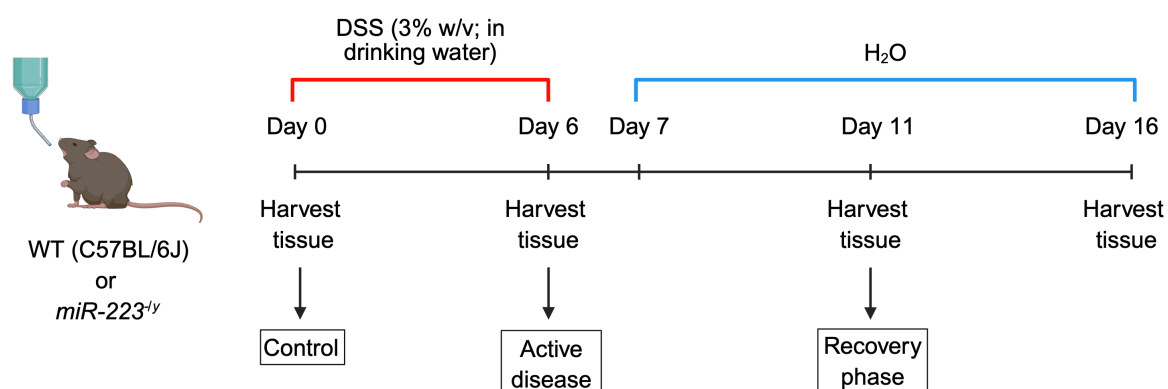 DSS (3% w/v; in
drinking water)
H₂O
Day 0
Day 6
Day 7
Day 11
Day 16
Harvest
tissue
Harvest
tissue
Harvest
tissue
Harvest
tissue
WT (C57BL/6J)
or
miR-223-/y
Control
Active
disease
Recovery
phase